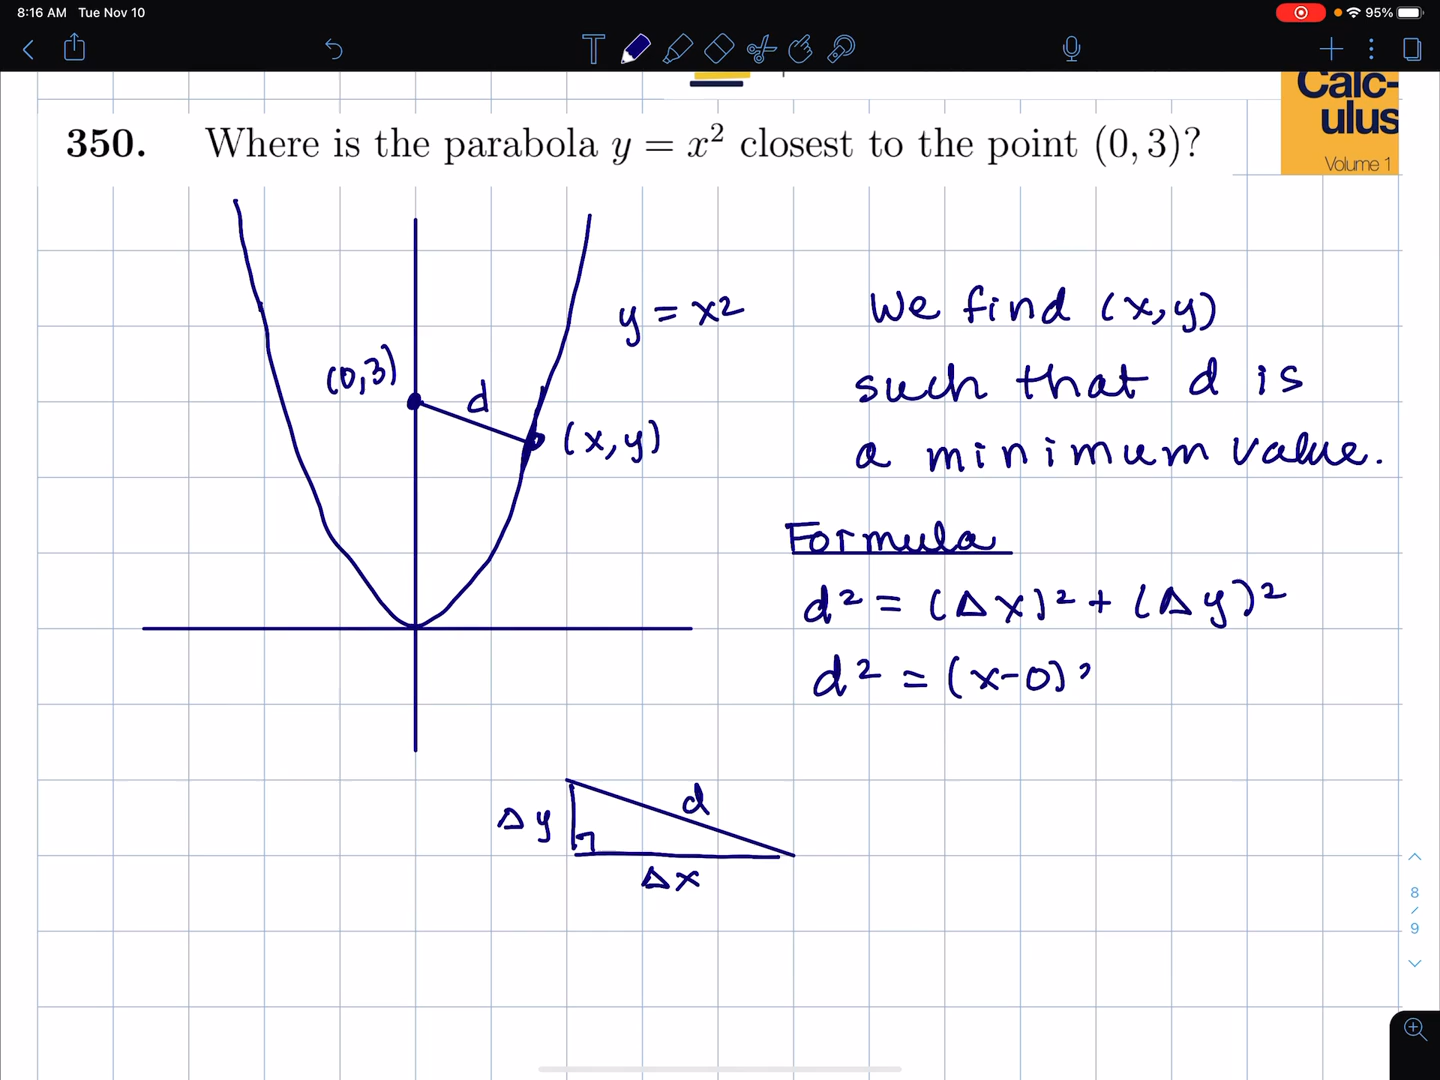 8:16 AM Tue Nov 10
95%
Calc-
ulus
Volume 1
350. Where is the parabola y = x² closest to the point (0, 3)?
y = x²
(0,3)
d
(x,y)
We find (x,y)
such that d is
a minimum value.
Formula
d² = (Δx)² + (Δy)²
d² = (x-0)²
Δy
d
Δx
8
/
9